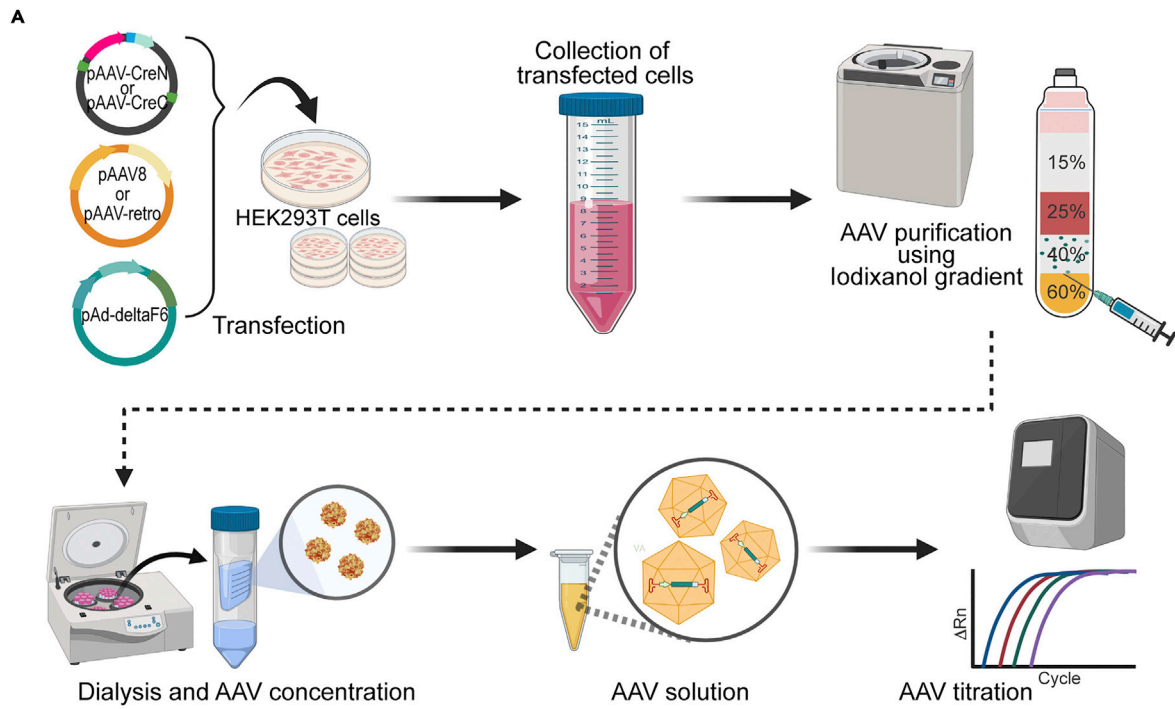 A
pAAV-CreN
or
pAAV-CreC
pAAV8
or
pAAV-retro
pAd-deltaF6
Transfection
HEK293T cells
Collection of
transfected cells
mL
15
14
13
12
11
10
9
8
7
6
5
4
3
2
AAV purification
using
Iodixanol gradient
15%
25%
40%
60%
Dialysis and AAV concentration
VA
AAV solution
AAV titration
ΔRn
Cycle